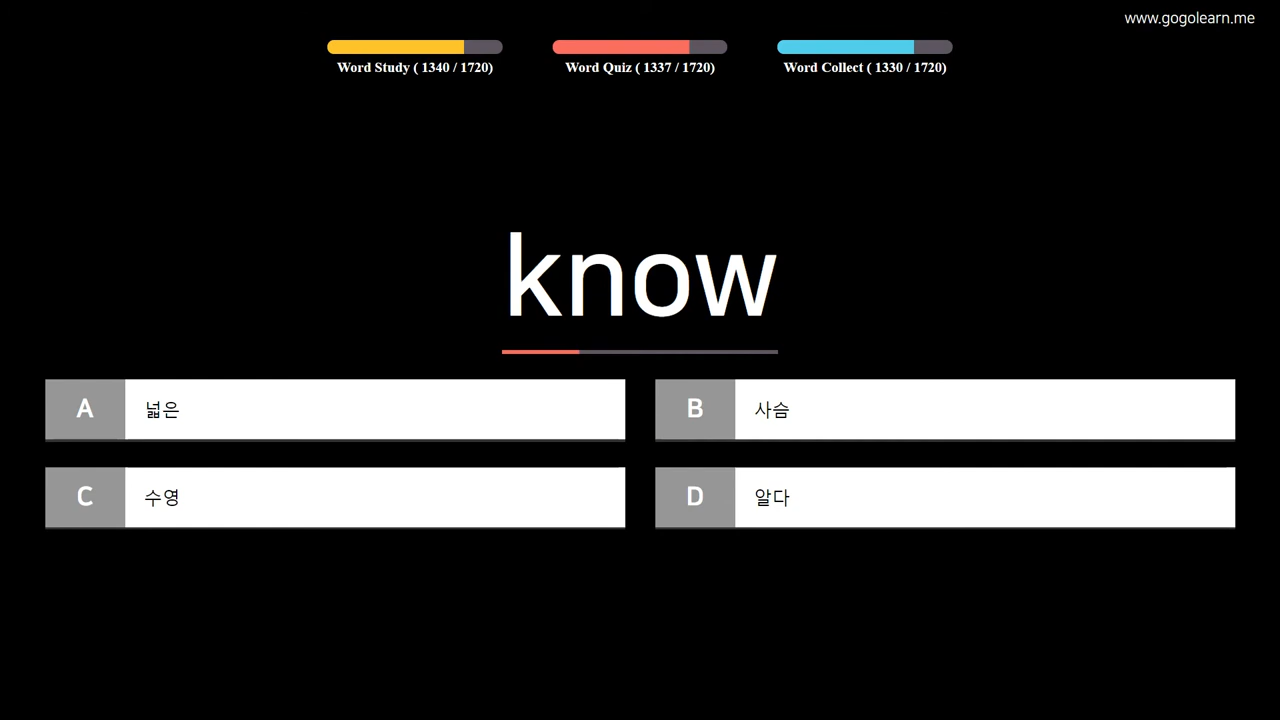 www.gogolearn.me
Word Study ( 1340 / 1720)
Word Quiz ( 1337 / 1720)
Word Collect ( 1330 / 1720)
know
A 넓은
B 사슴
C 수영
D 알다